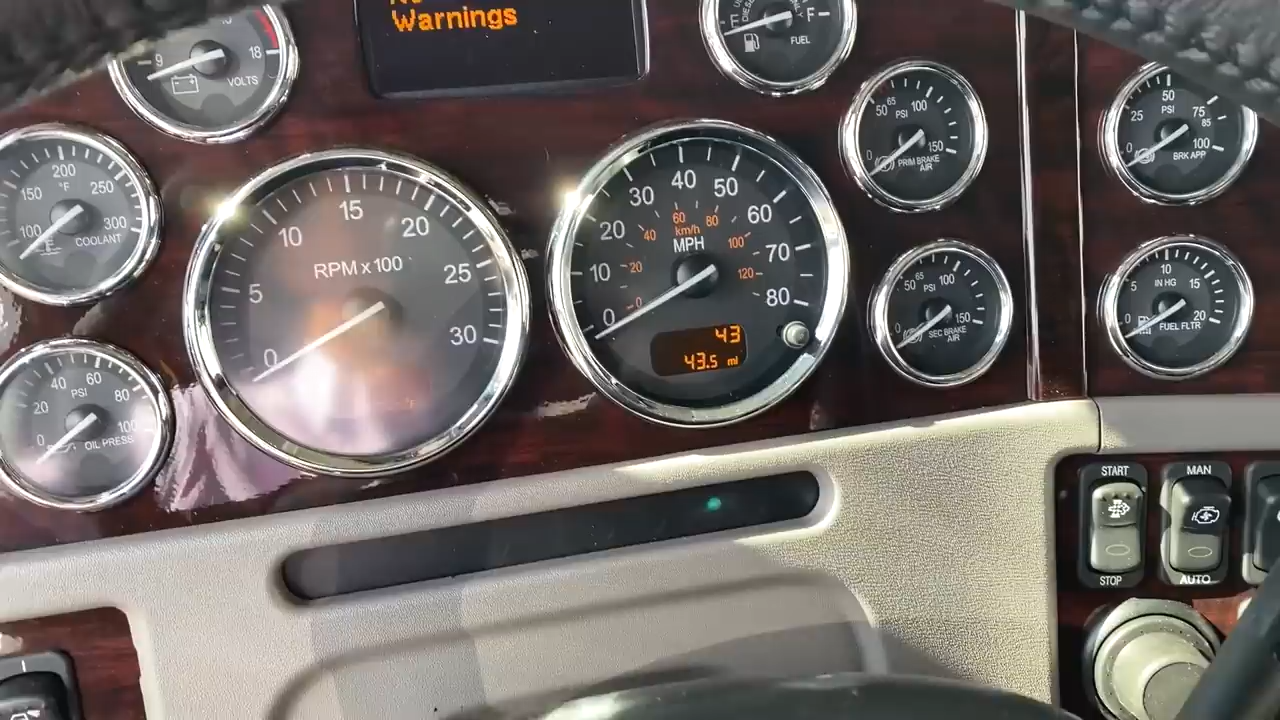 Warnings
9
18
VOLTS
F
F
FUEL
50 65 100
PSI
0
150
PRIM BRAKE
AIR
50
PSI
25
75
85
0
100
BRK APP
200
°F
150
250
100
300
COOLANT
15
10
20
RPM x 100
5
25
0
30
40
30
50
20
60
60
80
km/h
40
MPH
100
10
70
20
120
0
0
80
43
43.5 mi
50 65 100
PSI
0
150
SEC BRAKE
AIR
10
IN HG
5
15
0
20
FUEL FLTR
40
60
PSI
20
80
0
100
OIL PRESS
START
MAN
STOP
AUTO